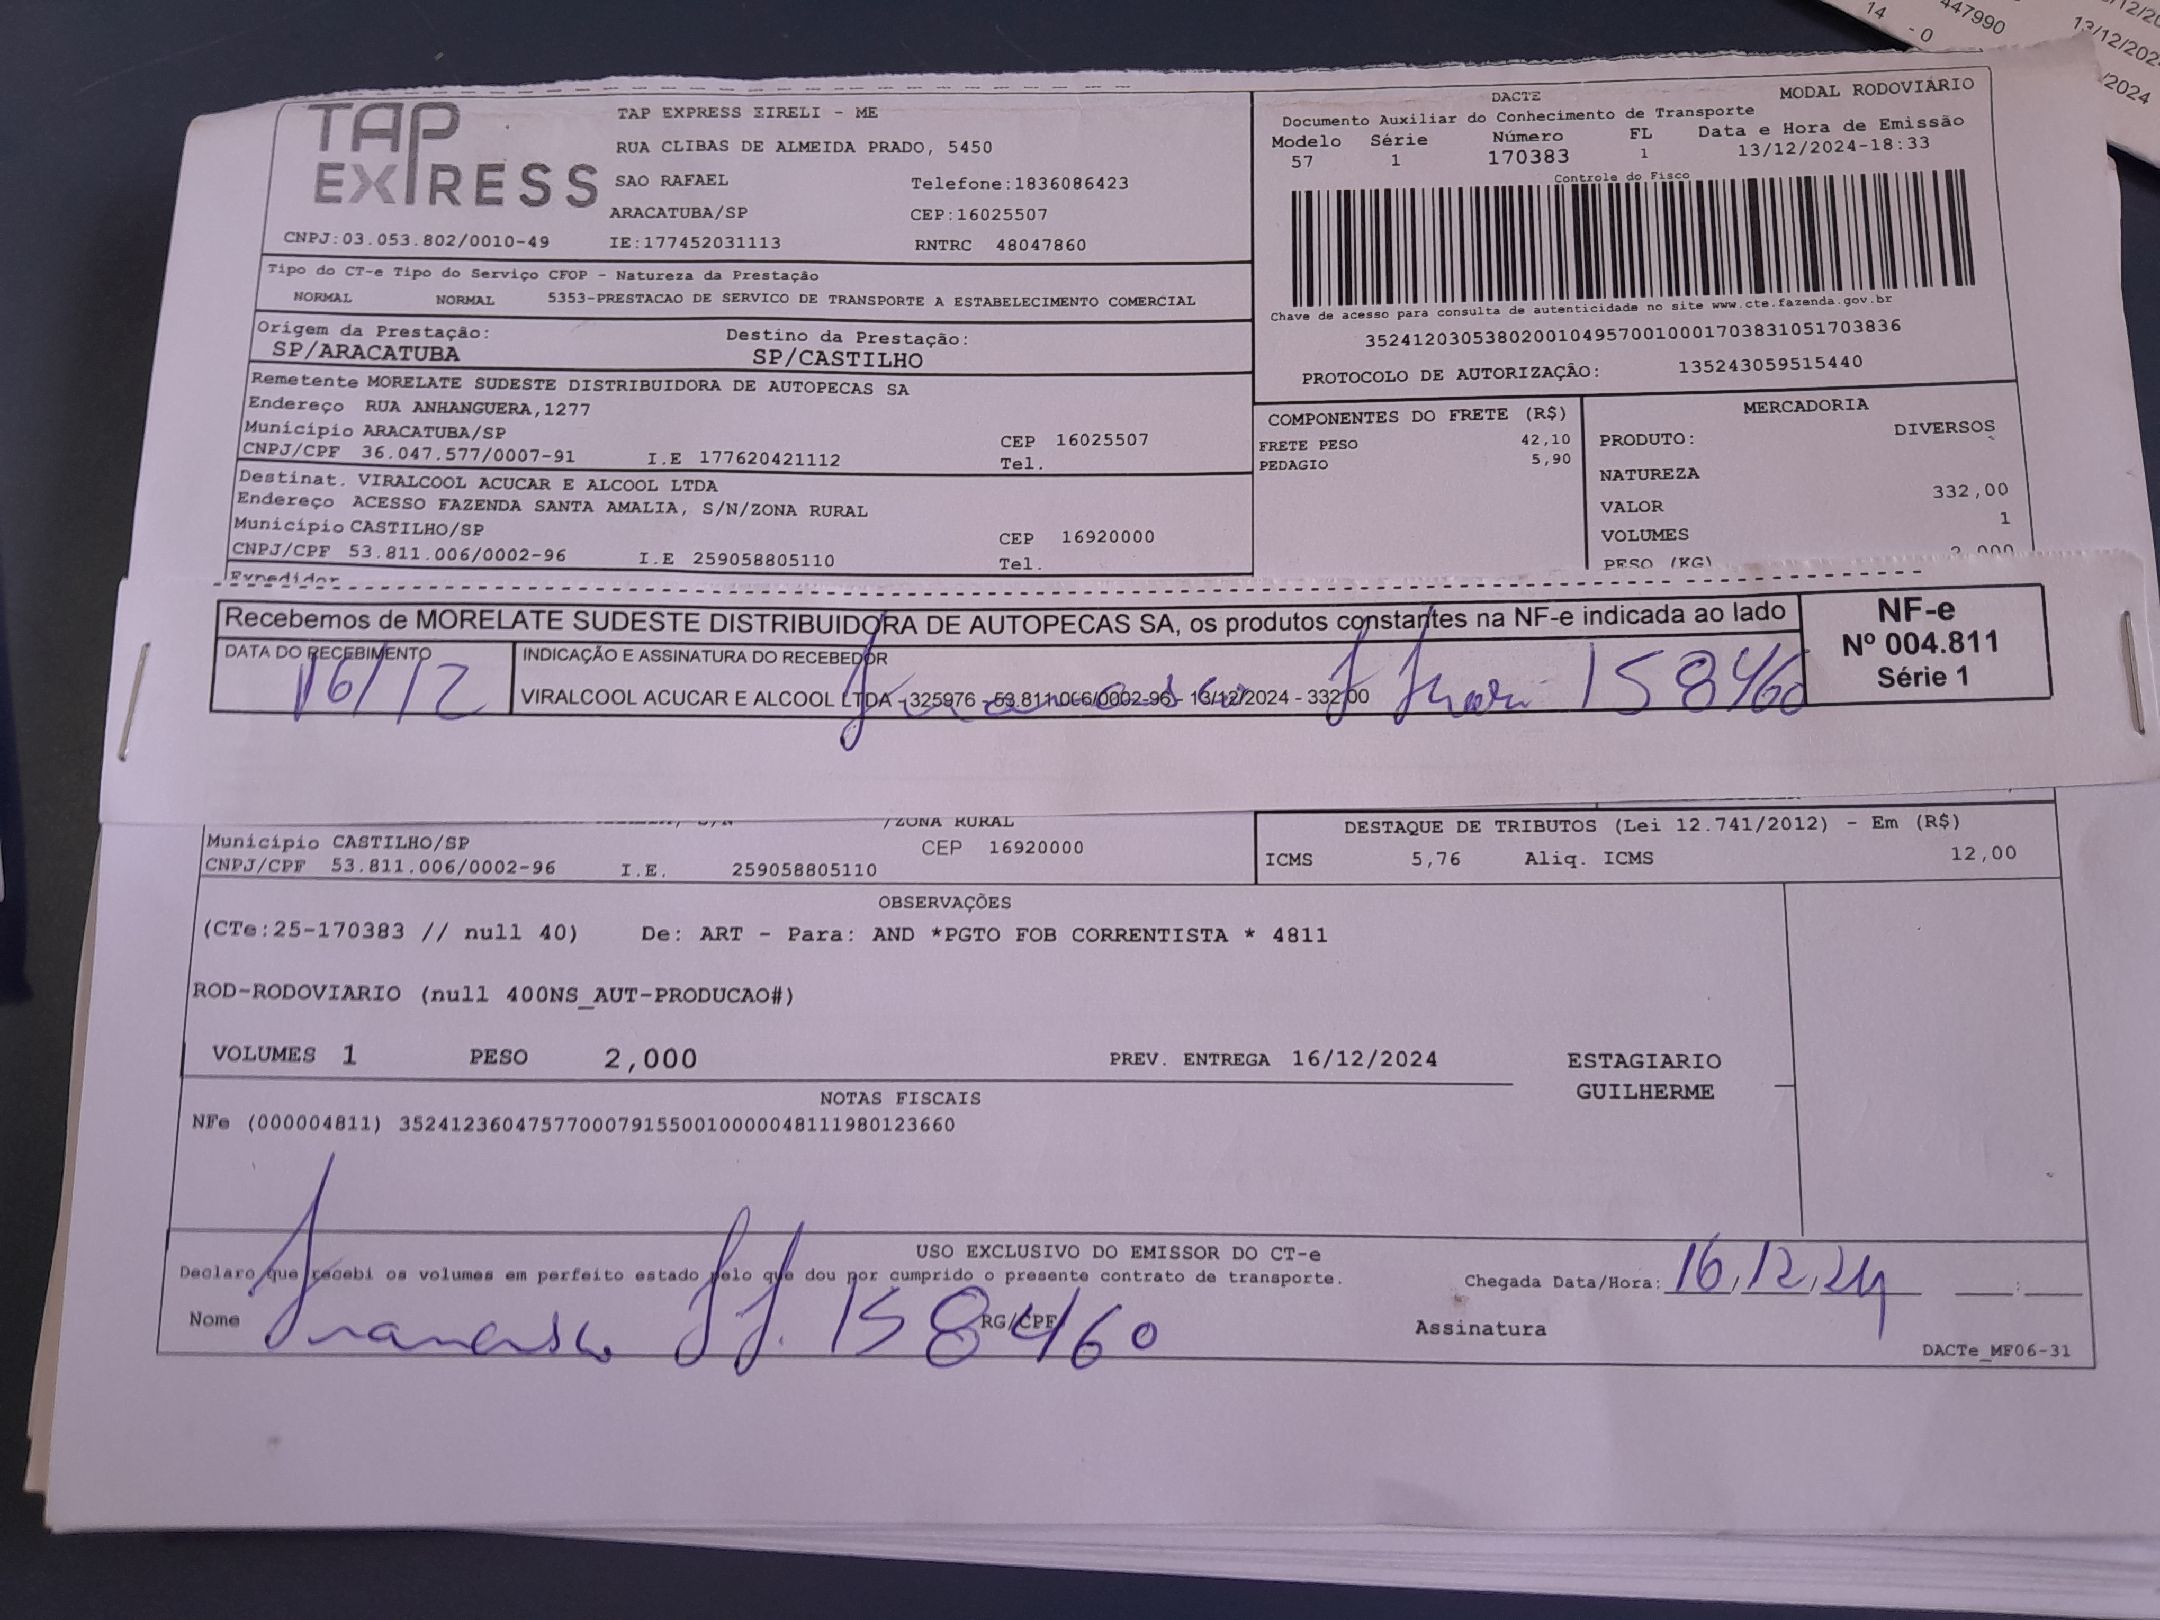 14
447990
- 0
13/12/202
/2024
TAP EXPRESS
TAP EXPRESS EIRELI - ME
RUA CLIBAS DE ALMEIDA PRADO, 5450
SAO RAFAEL Telefone:1836086423
ARACATUBA/SP CEP:16025507
CNPJ:03.053.802/0010-49 IE:177452031113 RNTRC 48047860
DACTE MODAL RODOVIÁRIO
Documento Auxiliar do Conhecimento de Transporte
Modelo Série Número FL Data e Hora de Emissão
57 1 170383 1 13/12/2024-18:33
Controle do Fisco
Chave de acesso para consulta de autenticidade no site www.cte.fazenda.gov.br
35241203053802001049570010001703831051703836
PROTOCOLO DE AUTORIZAÇÃO: 135243059515440
Tipo do CT-e Tipo do Serviço CFOP - Natureza da Prestação
NORMAL NORMAL 5353-PRESTACAO DE SERVICO DE TRANSPORTE A ESTABELECIMENTO COMERCIAL
Origem da Prestação: Destino da Prestação:
SP/ARACATUBA SP/CASTILHO
Remetente MORELATE SUDESTE DISTRIBUIDORA DE AUTOPECAS SA
Endereço RUA ANHANGUERA,1277
Município ARACATUBA/SP CEP 16025507
CNPJ/CPF 36.047.577/0007-91 I.E 177620421112 Tel.
Destinat. VIRALCOOL ACUCAR E ALCOOL LTDA
Endereço ACESSO FAZENDA SANTA AMALIA, S/N/ZONA RURAL
Município CASTILHO/SP CEP 16920000
CNPJ/CPF 53.811.006/0002-96 I.E 259058805110 Tel.
Expedidor
COMPONENTES DO FRETE (R$)
FRETE PESO 42,10
PEDAGIO 5,90
MERCADORIA
PRODUTO: DIVERSOS
NATUREZA
VALOR 332,00
VOLUMES 1
PESO (KG) 2,000
Recebemos de MORELATE SUDESTE DISTRIBUIDORA DE AUTOPECAS SA, os produtos constantes na NF-e indicada ao lado
DATA DO RECEBIMENTO INDICAÇÃO E ASSINATURA DO RECEBEDOR
16/12 158460
VIRALCOOL ACUCAR E ALCOOL LTDA - 325976 - 53.811.006/0002-96 - 13/12/2024 - 332,00
NF-e
Nº 004.811
Série 1
/ZONA RURAL
Município CASTILHO/SP CEP 16920000
CNPJ/CPF 53.811.006/0002-96 I.E. 259058805110
DESTAQUE DE TRIBUTOS (Lei 12.741/2012) - Em (R$)
ICMS 5,76 Aliq. ICMS 12,00
OBSERVAÇÕES
(CTe:25-170383 // null 40) De: ART - Para: AND *PGTO FOB CORRENTISTA * 4811
ROD-RODOVIARIO (null 400NS_AUT-PRODUCAO#)
VOLUMES 1 PESO 2,000 PREV. ENTREGA 16/12/2024 ESTAGIARIO
GUILHERME
NOTAS FISCAIS
NFe (000004811) 35241236047577000791550010000048111980123660
USO EXCLUSIVO DO EMISSOR DO CT-e
Declaro que recebi os volumes em perfeito estado pelo que dou por cumprido o presente contrato de transporte. Chegada Data/Hora: 16,12,24 :
Nome Francisco 158460 RG/CPF Assinatura
DACTe_MF06-31